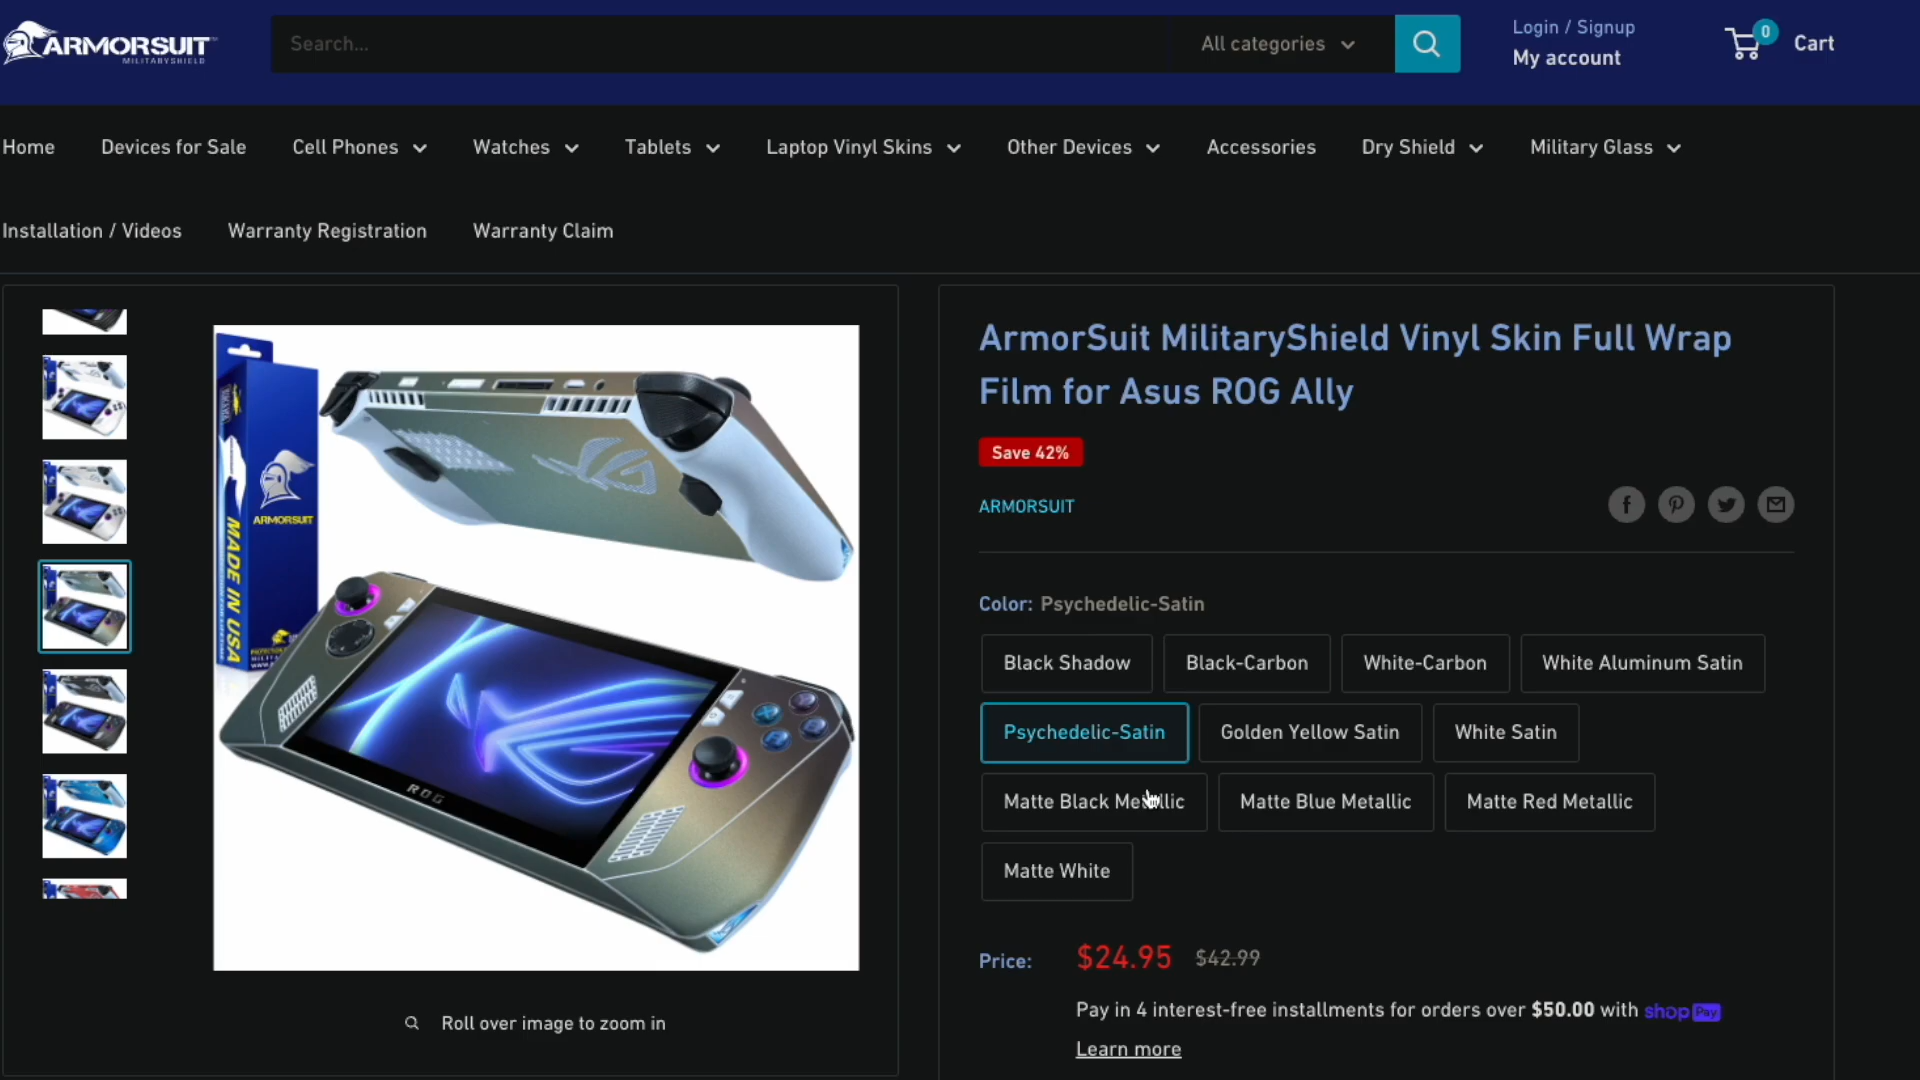 ARMORSUIT
MILITARYSHIELD
Search...
All categories
Login / Signup
My account
0
Cart
Home
Devices for Sale
Cell Phones
Watches
Tablets
Laptop Vinyl Skins
Other Devices
Accessories
Dry Shield
Military Glass
Installation / Videos
Warranty Registration
Warranty Claim
ARMORSUIT
MADE IN USA
ROG
Roll over image to zoom in
ArmorSuit MilitaryShield Vinyl Skin Full Wrap
Film for Asus ROG Ally
Save 42%
ARMORSUIT
Color: Psychedelic-Satin
Black Shadow
Black-Carbon
White-Carbon
White Aluminum Satin
Psychedelic-Satin
Golden Yellow Satin
White Satin
Matte Black Metallic
Matte Blue Metallic
Matte Red Metallic
Matte White
Price: $24.95 $42.99
Pay in 4 interest-free installments for orders over $50.00 with shop Pay
Learn more